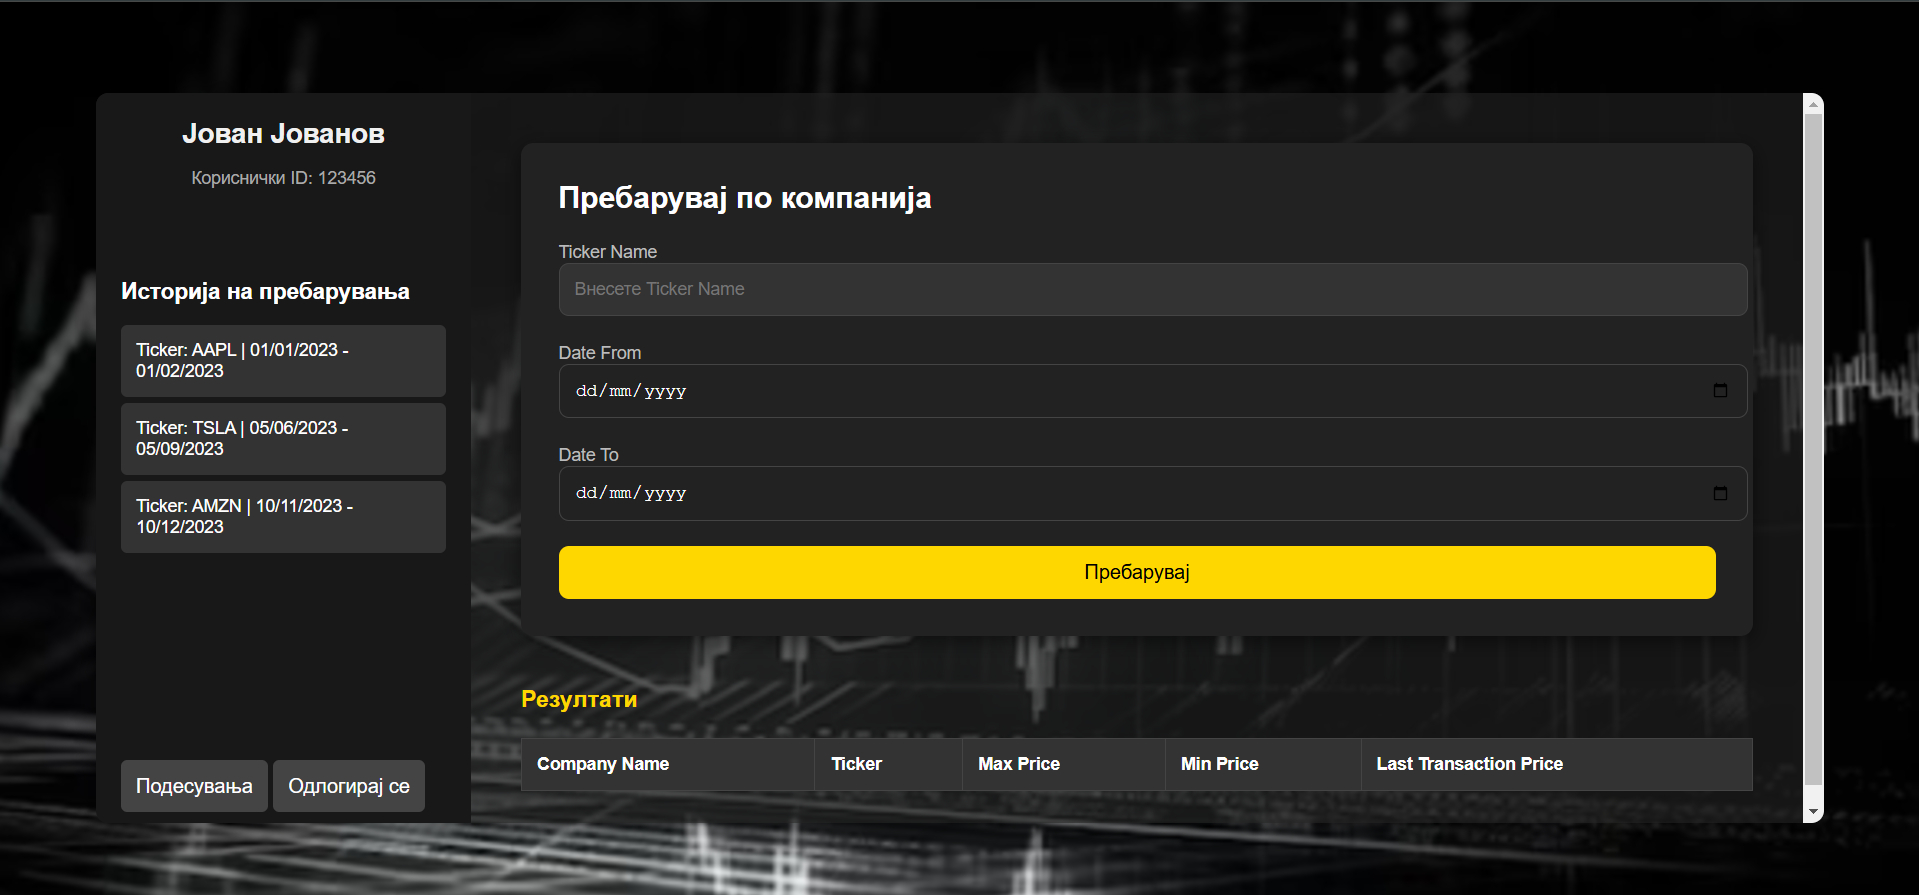 Јован Јованов
Кориснички ID: 123456
Историја на пребарувања
Ticker: AAPL | 01/01/2023 -
01/02/2023
Ticker: TSLA | 05/06/2023 -
05/09/2023
Ticker: AMZN | 10/11/2023 -
10/12/2023
Подесувања
Одлогирај се
Пребарувај по компанија
Ticker Name
Внесете Ticker Name
Date From
dd/mm/yyyy
Date To
dd/mm/yyyy
Пребарувај
Резултати
Company Name Ticker Max Price Min Price Last Transaction Price